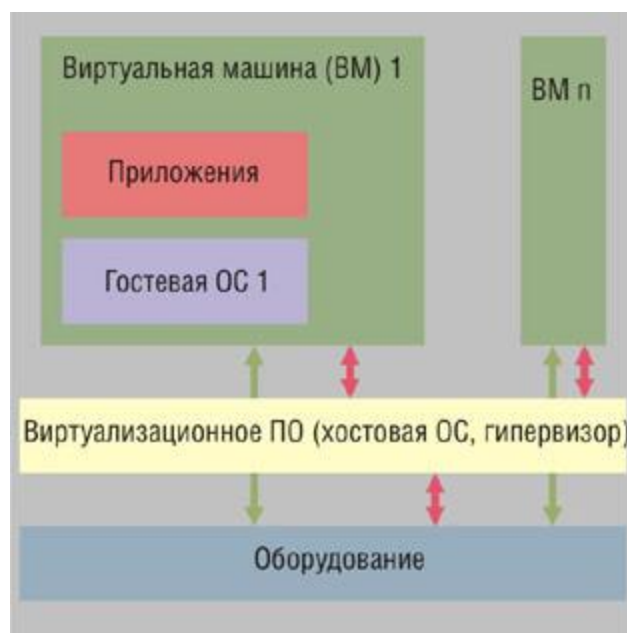 Виртуальная машина (ВМ) 1
ВМ n
Приложения
Гостевая ОС 1
Виртуализационное ПО (хостовая ОС, гипервизор)
Оборудование